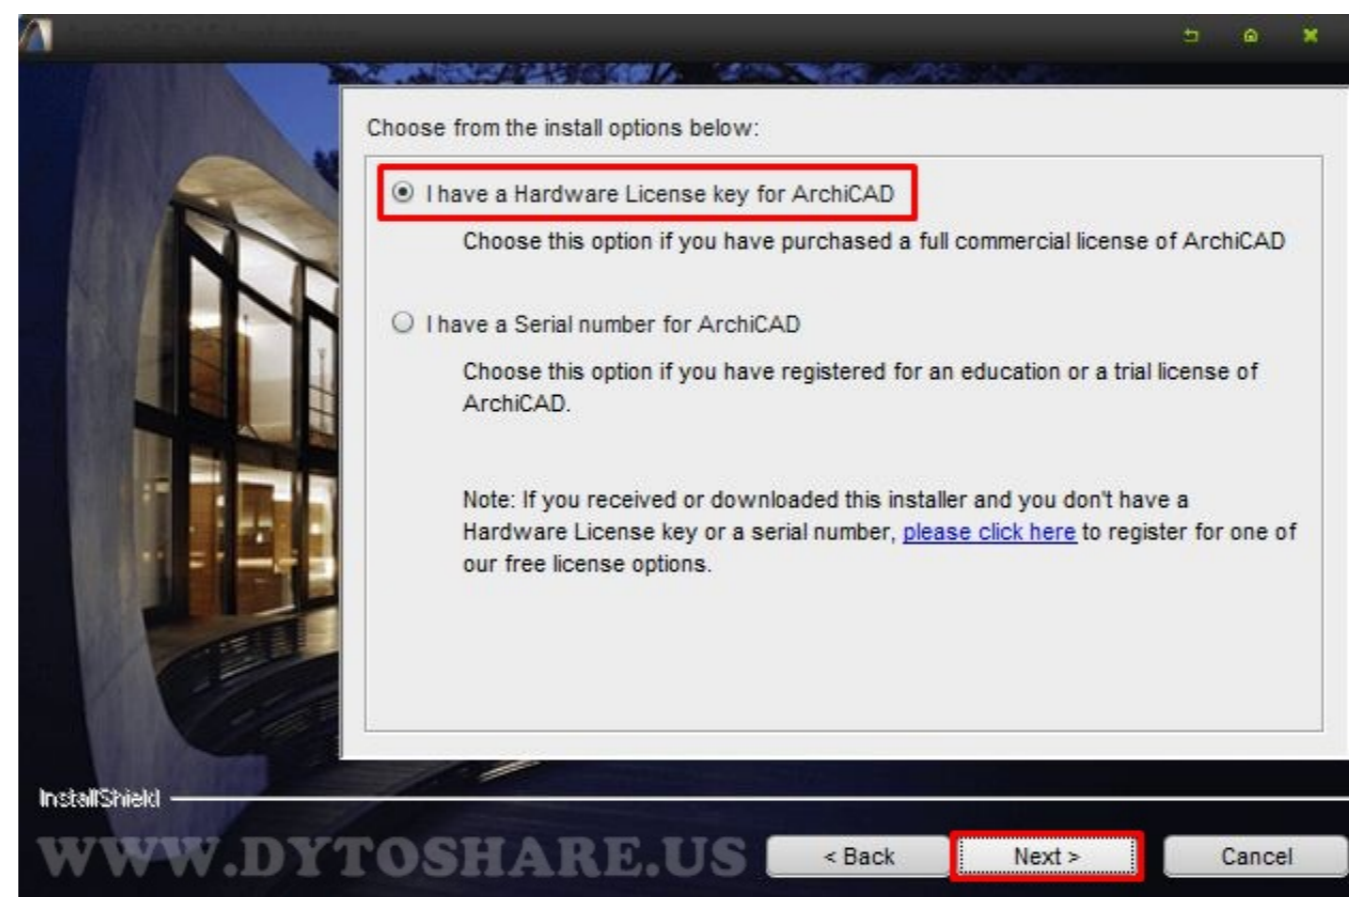 Choose from the install options below:
I have a Hardware License key for ArchiCAD
Choose this option if you have purchased a full commercial license of ArchiCAD
I have a Serial number for ArchiCAD
Choose this option if you have registered for an education or a trial license of
ArchiCAD.
Note: If you received or downloaded this installer and you don't have a
Hardware License key or a serial number, please click here to register for one of
our free license options.
InstallShield
WWW.DYTOSHARE.US
< Back
Next >
Cancel